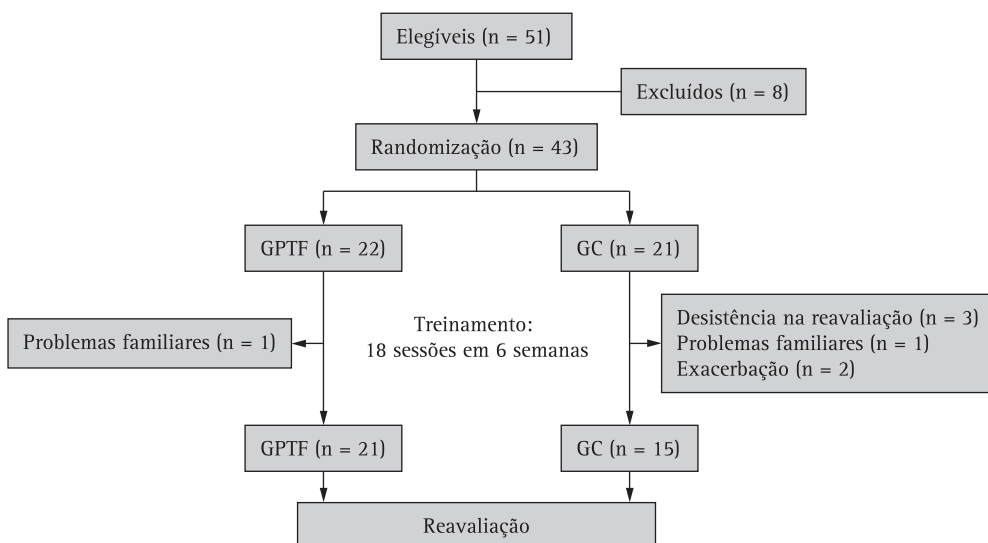 Elegíveis (n = 51)
Excluídos (n = 8)
Randomização (n = 43)
GPTF (n = 22)
GC (n = 21)
Problemas familiares (n = 1)
Treinamento:
18 sessões em 6 semanas
Desistência na reavaliação (n = 3)
Problemas familiares (n = 1)
Exacerbação (n = 2)
GPTF (n = 21)
GC (n = 15)
Reavaliação